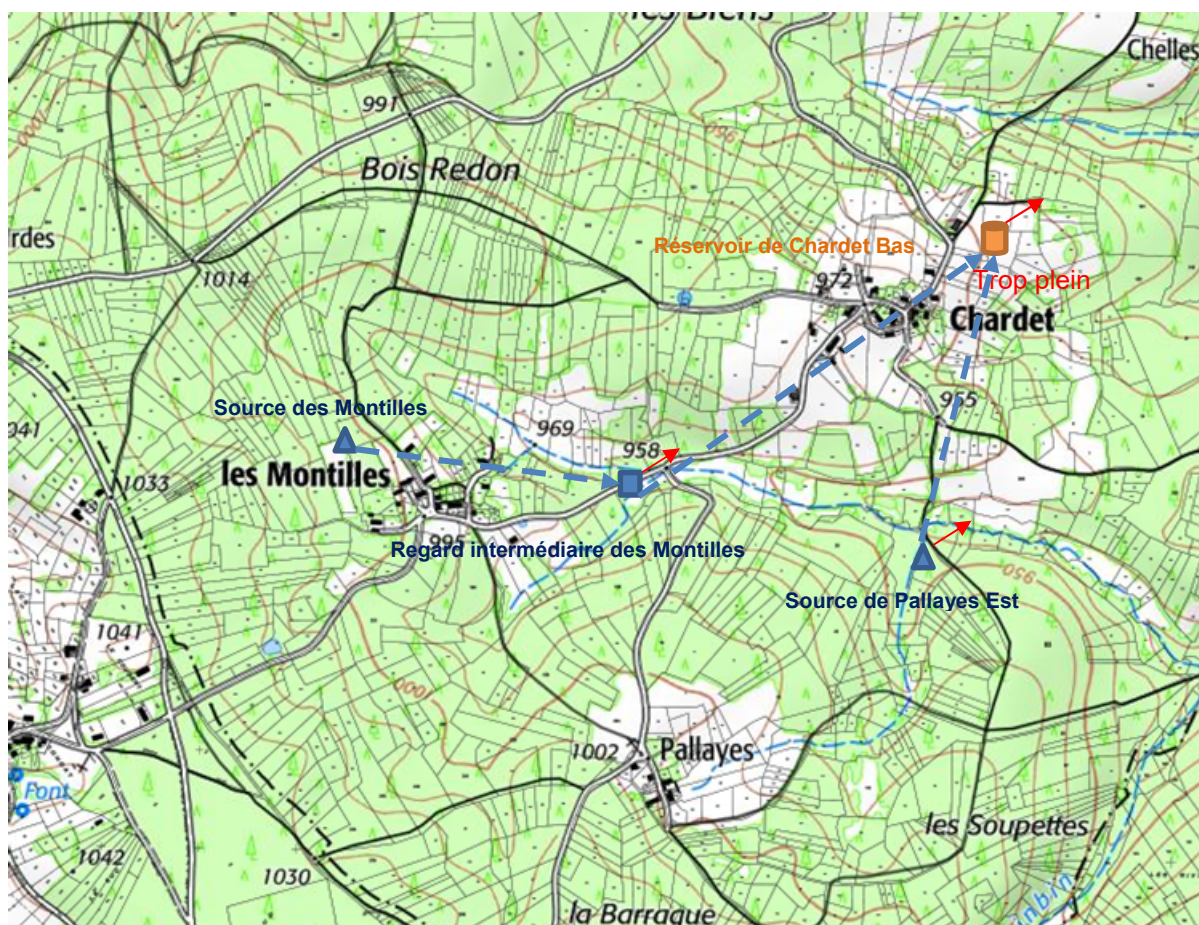 les Biens
Chelles
991
950
1000
Bois Redon
rdes
Réservoir de Chardet Bas
1014
972
Trop plein
Chardet
Source des Montilles
955
041
969
958
1033
les Montilles
995
Regard intermédiaire des Montilles
950
Source de Pallayes Est
1041
1000
1002
Pallayes
Font
les Soupettes
1042
1030
la Barraque